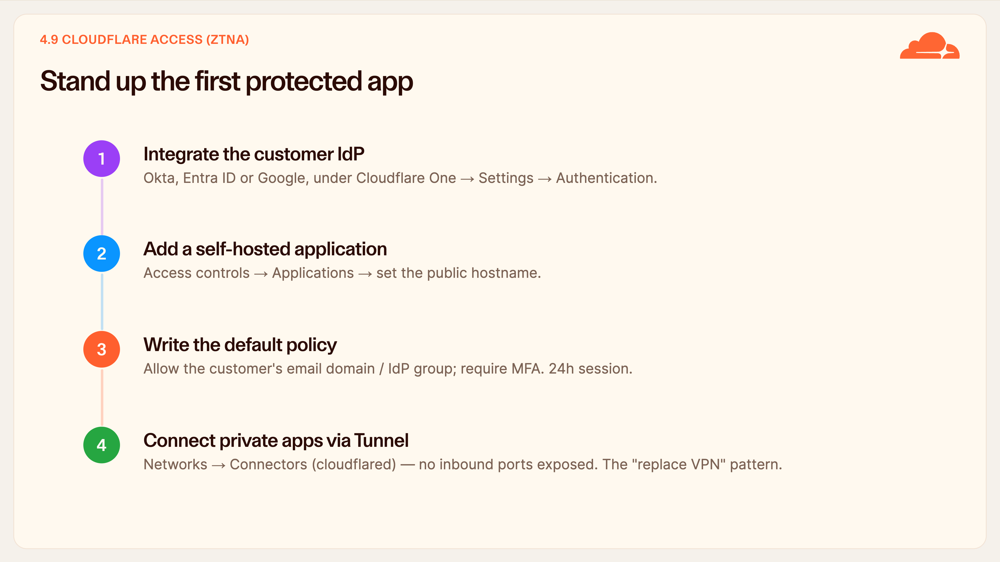 4.9 CLOUDFLARE ACCESS (ZTNA)
Stand up the first protected app
1
Integrate the customer IdP
Okta, Entra ID or Google, under Cloudflare One → Settings → Authentication.
2
Add a self-hosted application
Access controls → Applications → set the public hostname.
3
Write the default policy
Allow the customer's email domain / IdP group; require MFA. 24h session.
4
Connect private apps via Tunnel
Networks → Connectors (cloudflared) — no inbound ports exposed. The "replace VPN" pattern.